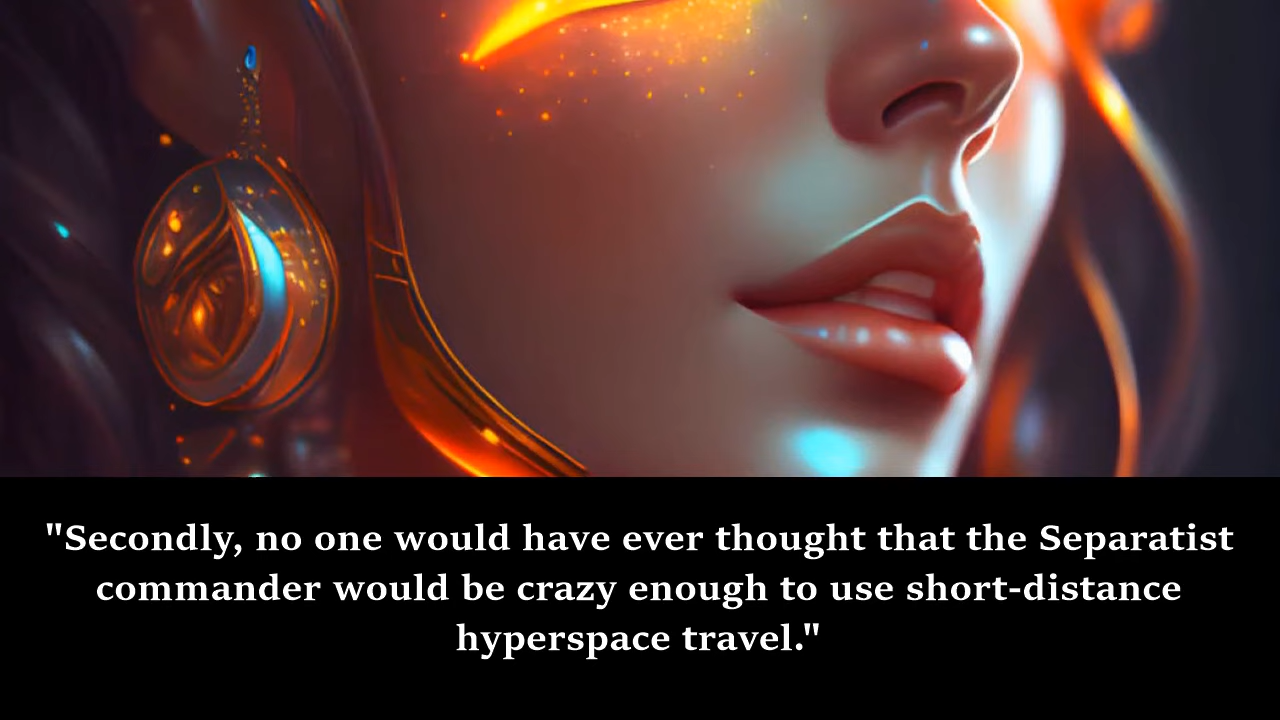 "Secondly, no one would have ever thought that the Separatist
commander would be crazy enough to use short-distance
hyperspace travel."